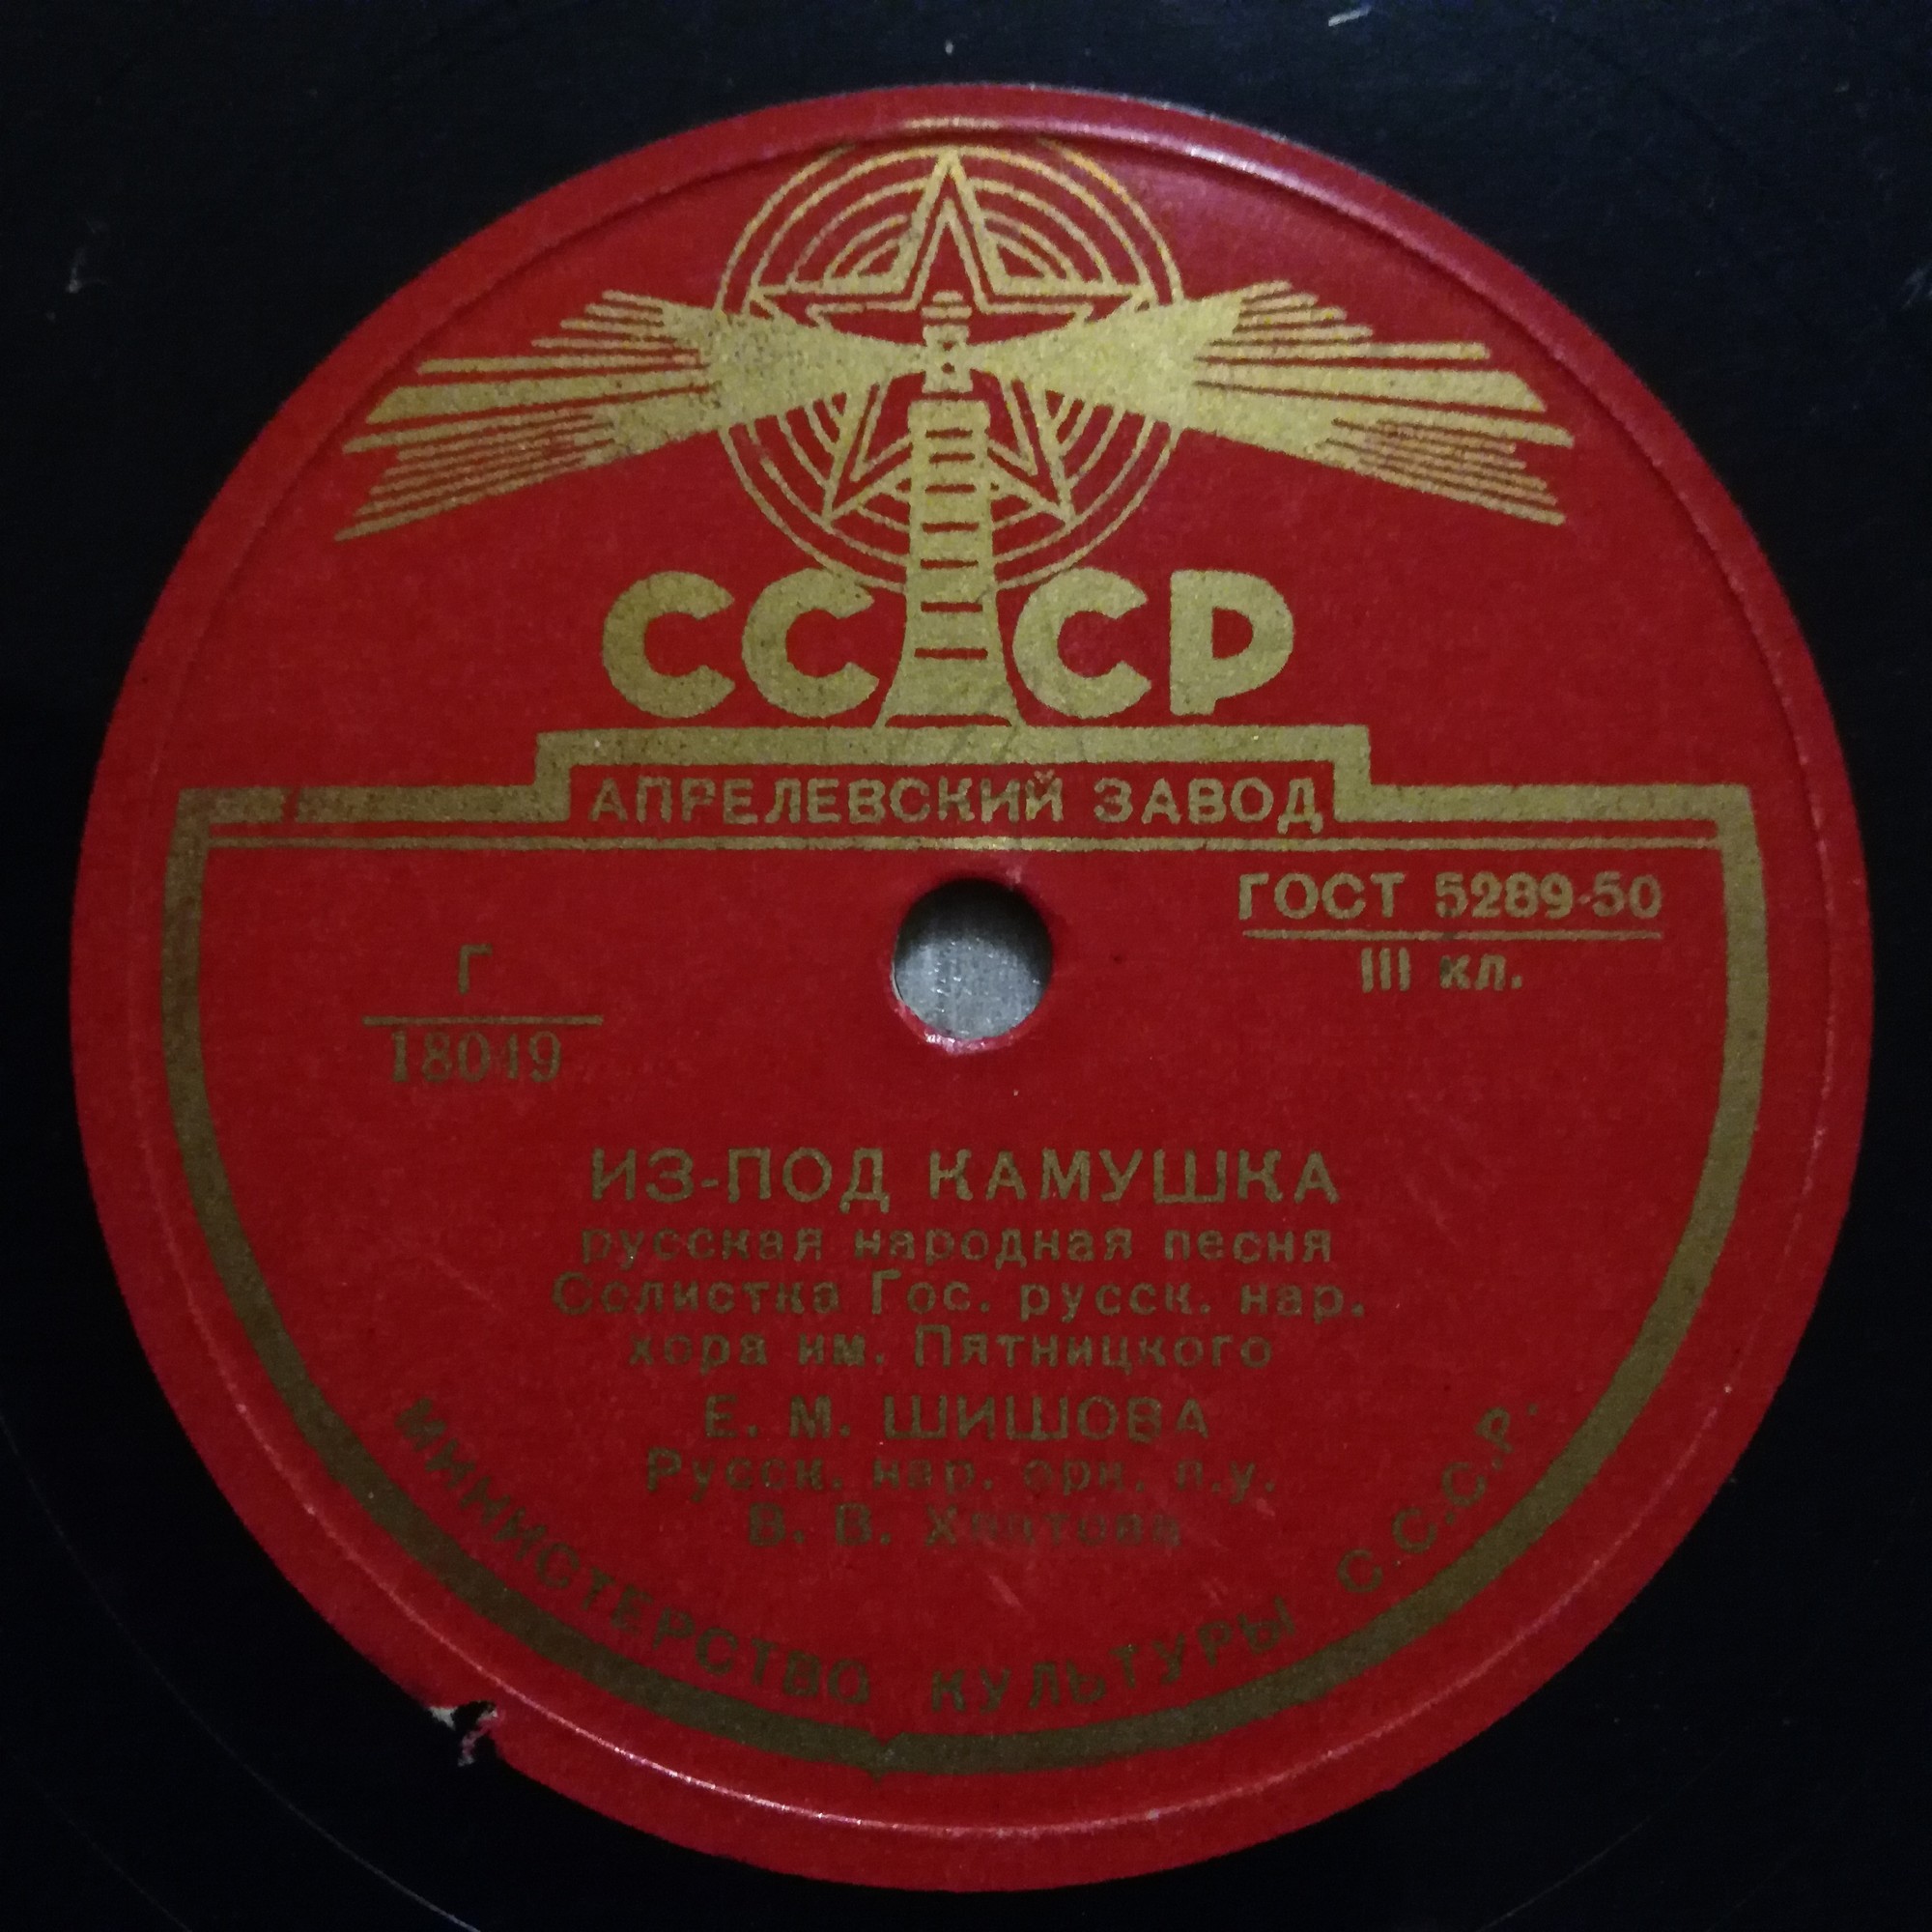 СССР
АПРЕЛЕВСКИЙ ЗАВОД
ГОСТ 5289-50
III кл.
Г
18049
ИЗ-ПОД КАМУШКА
русская народная песня
Солистка Гос. русск. нар.
хора им. Пятницкого
Е. М. ШИШОВА
Русск. нар. орк. п.у.
В. В. Хватова
МИНИСТЕРСТВО КУЛЬТУРЫ С.С.С.Р.